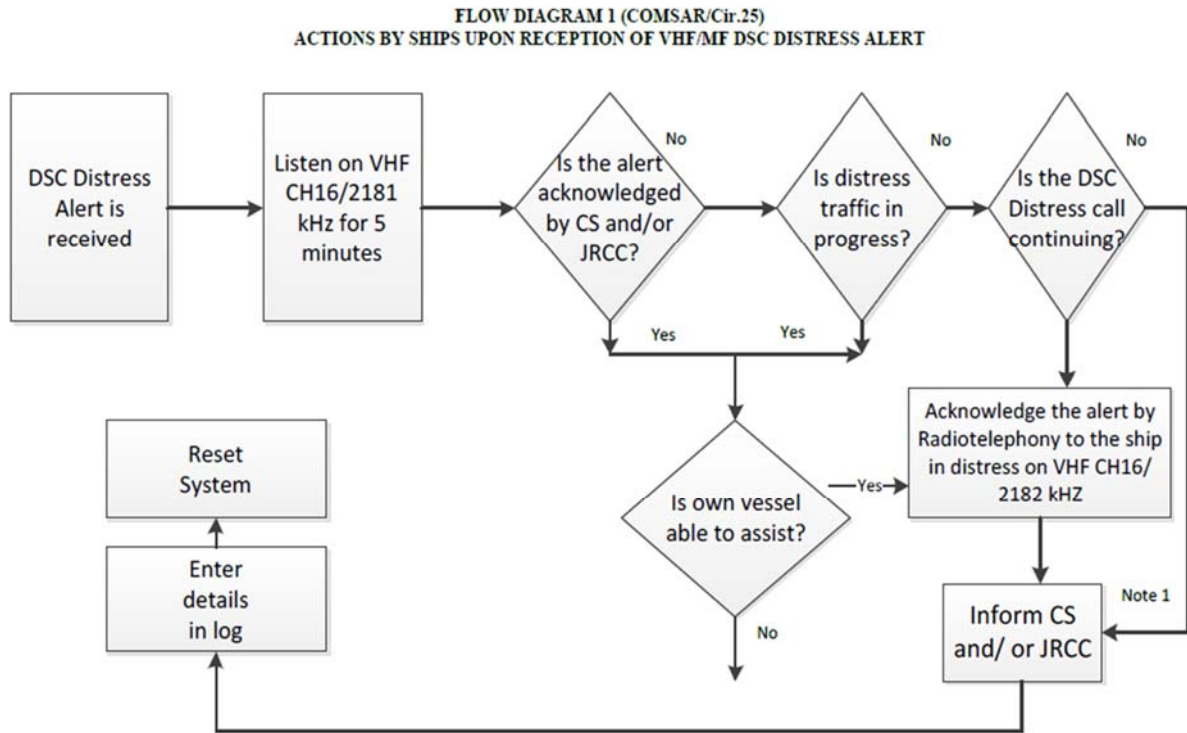 FLOW DIAGRAM 1 (COMSAR/Cir.25)
ACTIONS BY SHIPS UPON RECEPTION OF VHF/MF DSC DISTRESS ALERT
DSC Distress
Alert is
received
Listen on VHF
CH16/2181
kHz for 5
minutes
Is the alert
acknowledged
by CS and/or
JRCC?
No
Is distress
traffic in
progress?
No
Is the DSC
Distress call
continuing?
No
Yes
Yes
Acknowledge the alert by
Radiotelephony to the ship
in distress on VHF CH16/
2182 kHZ
Is own vessel
able to assist?
Yes
No
Inform CS
and/ or JRCC
Note 1
Reset
System
Enter
details
in log